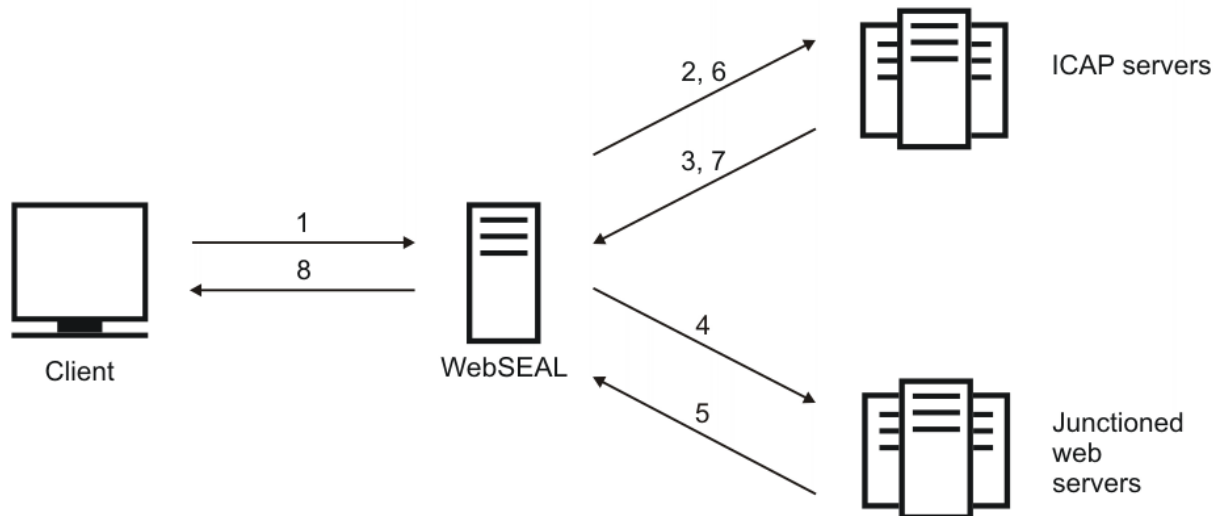 2, 6
ICAP servers
3, 7
1
8
Client
WebSEAL
4
5
Junctioned
web
servers